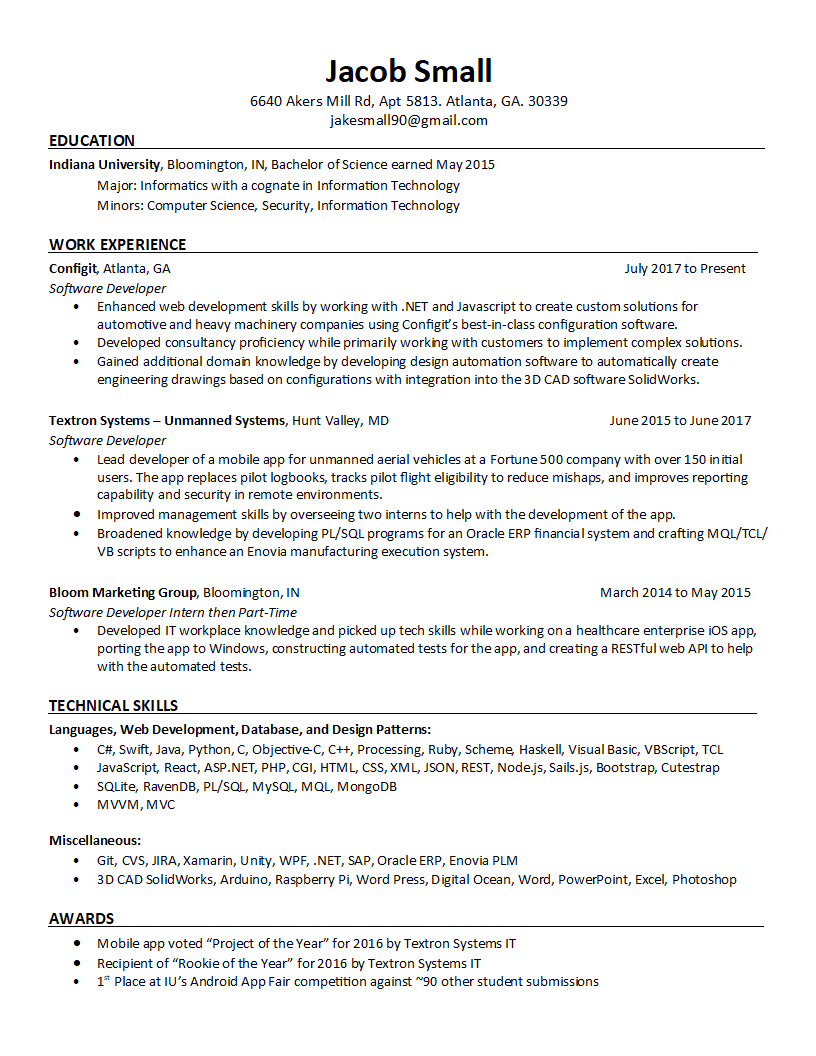 Jacob Small
6640 Akers Mill Rd, Apt 5813. Atlanta, GA. 30339
jakesmall90@gmail.com
EDUCATION
Indiana University, Bloomington, IN, Bachelor of Science earned May 2015
Major: Informatics with a cognate in Information Technology
Minors: Computer Science, Security, Information Technology
WORK EXPERIENCE
Configit, Atlanta, GA July 2017 to Present
Software Developer
• Enhanced web development skills by working with .NET and Javascript to create custom solutions for
automotive and heavy machinery companies using Configit’s best-in-class configuration software.
• Developed consultancy proficiency while primarily working with customers to implement complex solutions.
• Gained additional domain knowledge by developing design automation software to automatically create
engineering drawings based on configurations with integration into the 3D CAD software SolidWorks.
Textron Systems – Unmanned Systems, Hunt Valley, MD June 2015 to June 2017
Software Developer
• Lead developer of a mobile app for unmanned aerial vehicles at a Fortune 500 company with over 150 initial
users. The app replaces pilot logbooks, tracks pilot flight eligibility to reduce mishaps, and improves reporting
capability and security in remote environments.
• Improved management skills by overseeing two interns to help with the development of the app.
• Broadened knowledge by developing PL/SQL programs for an Oracle ERP financial system and crafting MQL/TCL/
VB scripts to enhance an Enovia manufacturing execution system.
Bloom Marketing Group, Bloomington, IN March 2014 to May 2015
Software Developer Intern then Part-Time
• Developed IT workplace knowledge and picked up tech skills while working on a healthcare enterprise iOS app,
porting the app to Windows, constructing automated tests for the app, and creating a RESTful web API to help
with the automated tests.
TECHNICAL SKILLS
Languages, Web Development, Database, and Design Patterns:
• C#, Swift, Java, Python, C, Objective-C, C++, Processing, Ruby, Scheme, Haskell, Visual Basic, VBScript, TCL
• JavaScript, React, ASP.NET, PHP, CGI, HTML, CSS, XML, JSON, REST, Node.js, Sails.js, Bootstrap, Cutestrap
• SQLite, RavenDB, PL/SQL, MySQL, MQL, MongoDB
• MVVM, MVC
Miscellaneous:
• Git, CVS, JIRA, Xamarin, Unity, WPF, .NET, SAP, Oracle ERP, Enovia PLM
• 3D CAD SolidWorks, Arduino, Raspberry Pi, Word Press, Digital Ocean, Word, PowerPoint, Excel, Photoshop
AWARDS
• Mobile app voted “Project of the Year” for 2016 by Textron Systems IT
• Recipient of “Rookie of the Year” for 2016 by Textron Systems IT
• 1st Place at IU’s Android App Fair competition against ~90 other student submissions